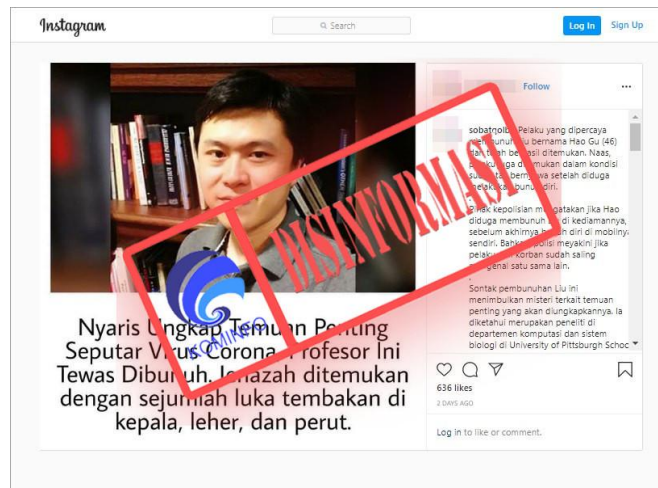 Instagram
Search
Log In
Sign Up
Follow
Pelaku yang dipercaya
bernama Hao Gu (46)
ditemukan. Naas,
ditemukan dalam kondisi
setelah diduga
kepolisian mengatakan jika Hao
diduga membunuh di kediamannya,
sebelum akhirnya diri di mobilnya
sendiri. jika
korban sudah saling
satu sama lain.
Sontak pembunuhan Liu ini
menimbulkan misteri terkait temuan
penting yang akan diungkapkannya. Ia
diketahui merupakan peneliti di
departemen komputasi dan sistem
biologi di University of Pittsburgh Schoo
DISINFORMASI
KOMINFO
Nyaris Ungkap Temuan Penting
Seputar Virus Corona, Profesor Ini
Tewas Dibunuh. Jenazah ditemukan
dengan sejumlah luka tembakan di
kepala, leher, dan perut.
636 likes
2 DAYS AGO
Log in to like or comment.